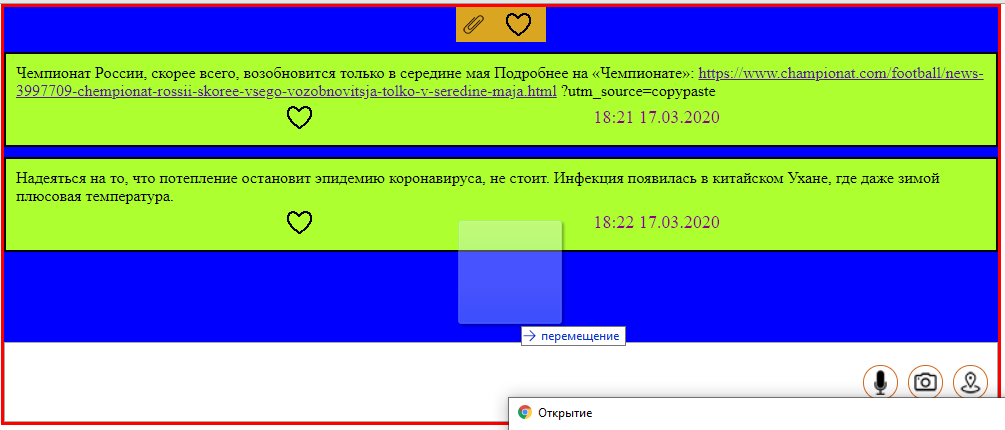 Чемпионат России, скорее всего, возобновится только в середине мая Подробнее на «Чемпионате»: https://www.championat.com/football/news-
3997709-chempionat-rossii-skoree-vsego-vozobnovitsja-tolko-v-seredine-maja.html ?utm_source=copypaste
18:21 17.03.2020
Надеяться на то, что потепление остановит эпидемию коронавируса, не стоит. Инфекция появилась в китайском Ухане, где даже зимой
плюсовая температура.
18:22 17.03.2020
перемещение
Открытие